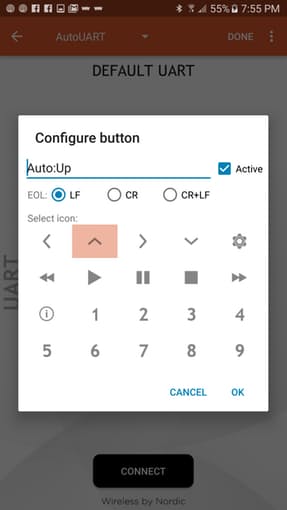 55% 7:55 PM
AutoUART DONE
DEFAULT UART
Configure button
Auto:Up Active
EOL: LF CR CR+LF
Select icon:
1 2 3 4
5 6 7 8 9
CANCEL OK
UART
CONNECT
Wireless by Nordic